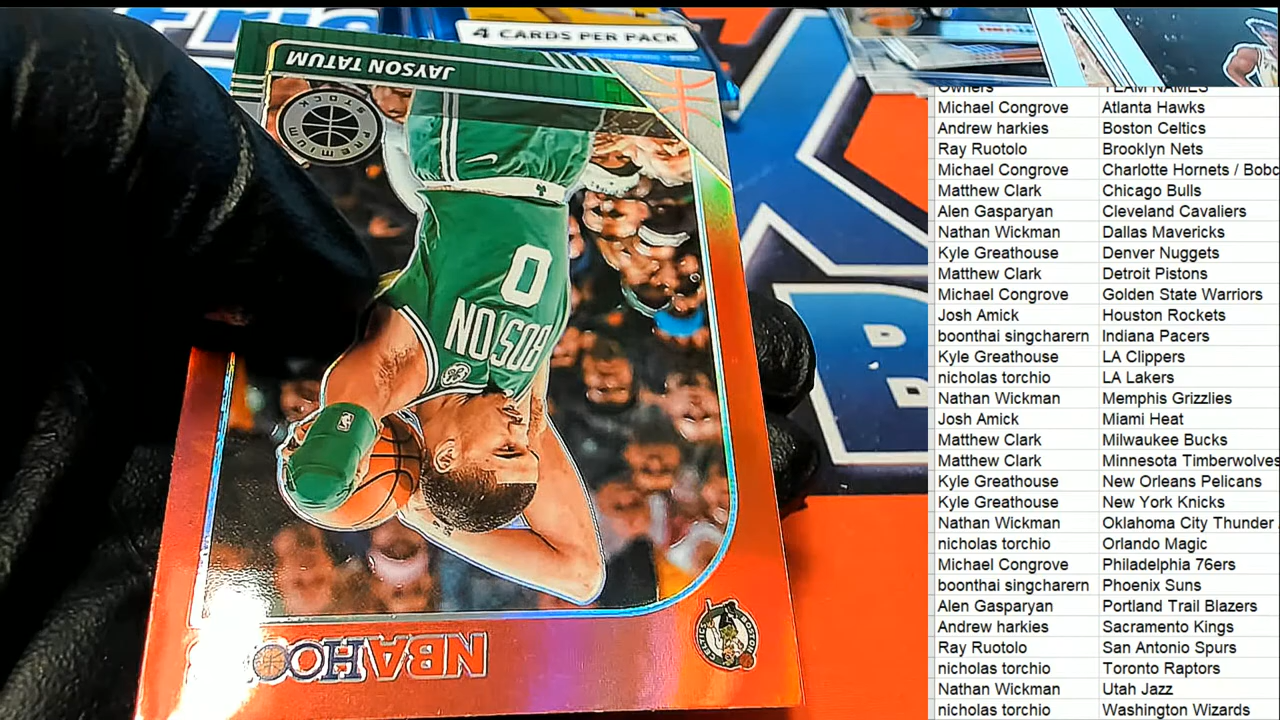 4 CARDS PER PACK
JAYSON TATUM
PREMIUM STOCK
0
BOSTON
NBA HOO
Owners TEAM NAMES
Michael Congrove Atlanta Hawks
Andrew harkies Boston Celtics
Ray Ruotolo Brooklyn Nets
Michael Congrove Charlotte Hornets / Bobc
Matthew Clark Chicago Bulls
Alen Gasparyan Cleveland Cavaliers
Nathan Wickman Dallas Mavericks
Kyle Greathouse Denver Nuggets
Matthew Clark Detroit Pistons
Michael Congrove Golden State Warriors
Josh Amick Houston Rockets
boonthai singcharern Indiana Pacers
Kyle Greathouse LA Clippers
nicholas torchio LA Lakers
Nathan Wickman Memphis Grizzlies
Josh Amick Miami Heat
Matthew Clark Milwaukee Bucks
Matthew Clark Minnesota Timberwolves
Kyle Greathouse New Orleans Pelicans
Kyle Greathouse New York Knicks
Nathan Wickman Oklahoma City Thunder
nicholas torchio Orlando Magic
Michael Congrove Philadelphia 76ers
boonthai singcharern Phoenix Suns
Alen Gasparyan Portland Trail Blazers
Andrew harkies Sacramento Kings
Ray Ruotolo San Antonio Spurs
nicholas torchio Toronto Raptors
Nathan Wickman Utah Jazz
nicholas torchio Washington Wizards